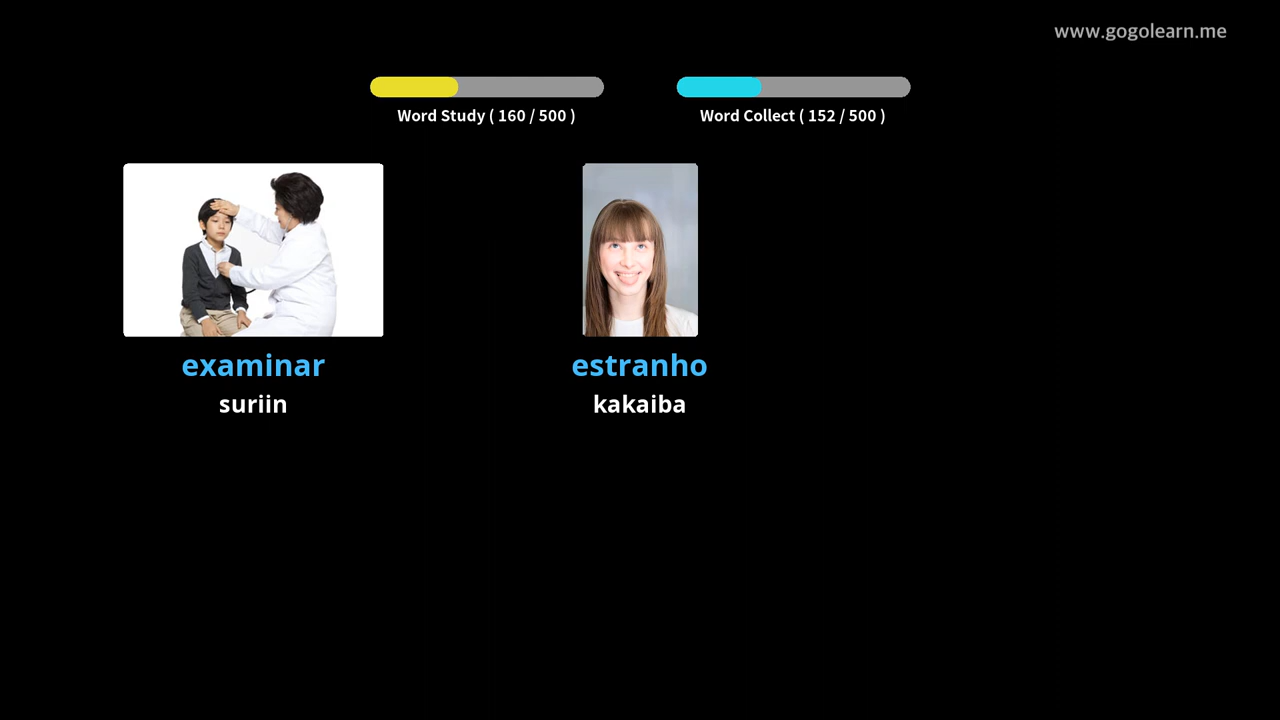 www.gogolearn.me
Word Study ( 160 / 500 )
Word Collect ( 152 / 500 )
examinar
suriin
estranho
kakaiba